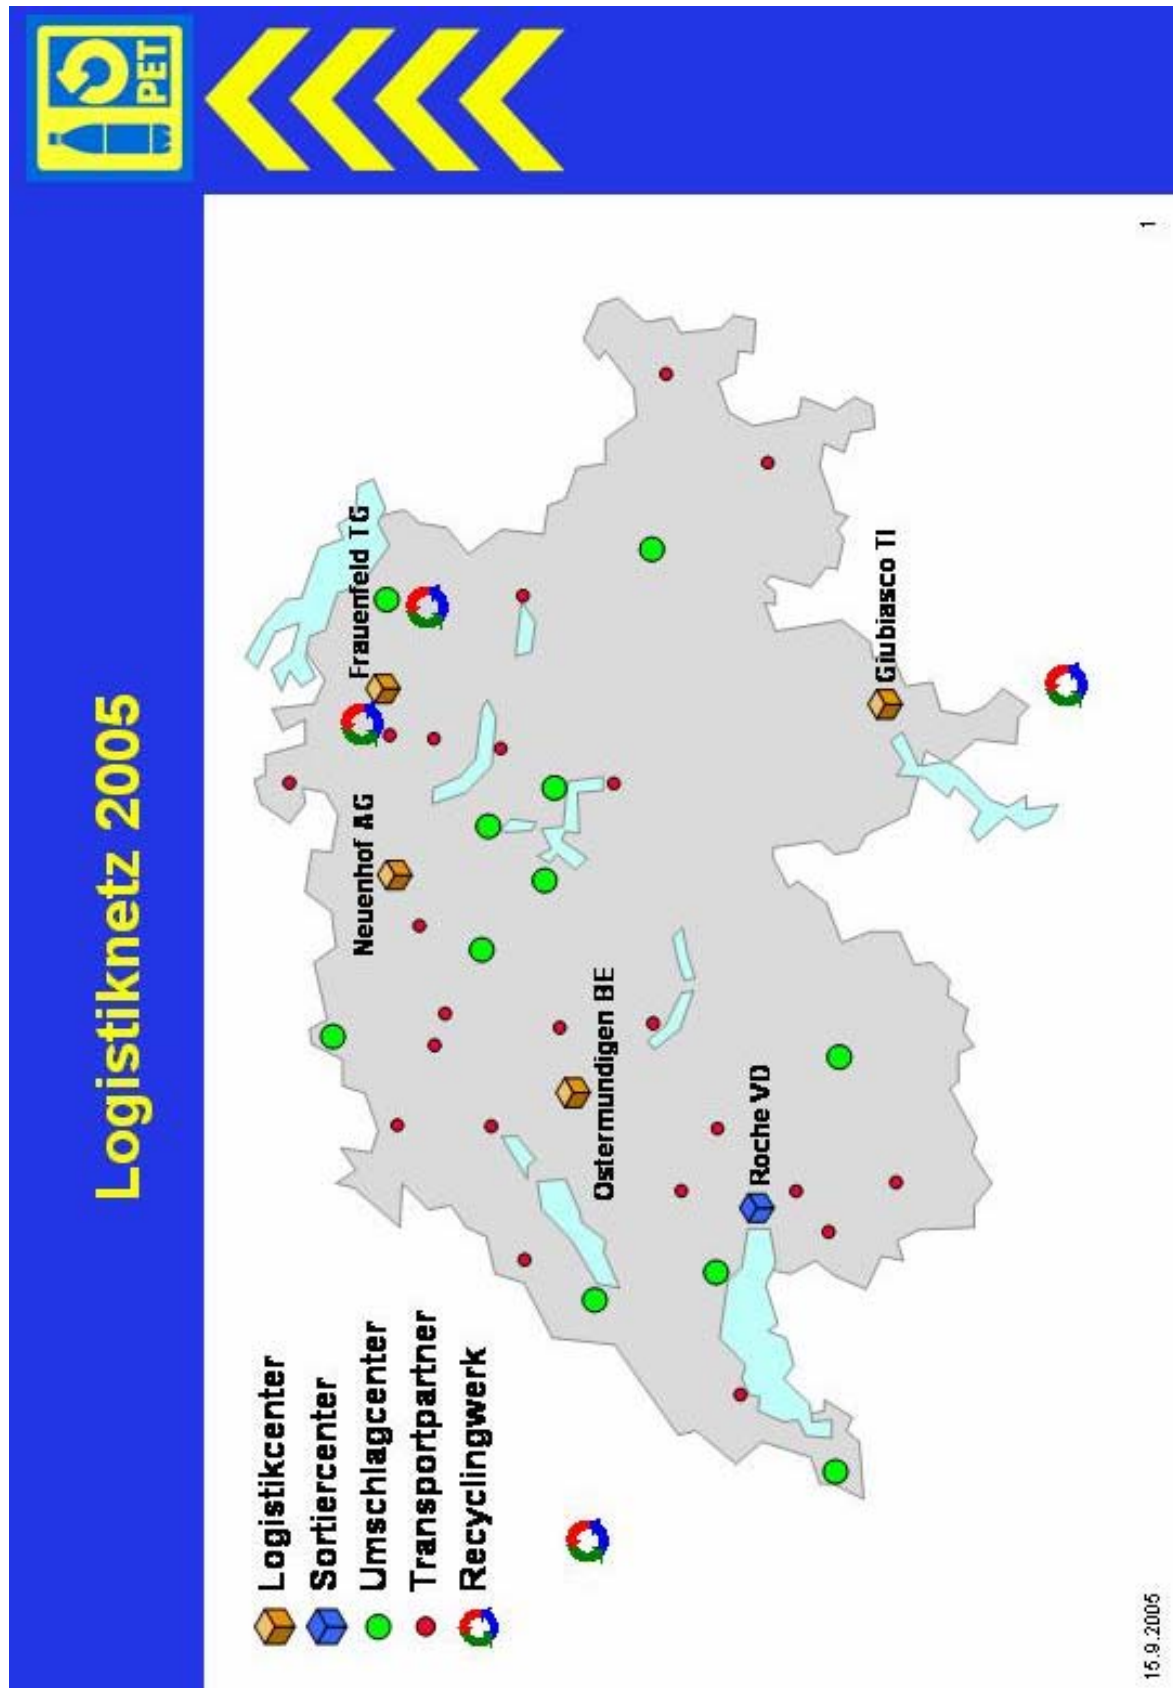 PET
Logistiknetz 2005
Logistikcenter
Sortiercenter
Umschlagcenter
Transportpartner
Recyclingwerk
Frauenfeld TG
Neuenhof AG
Ostermundigen BE
Roche VD
Giubiasco TI
15.9.2005
1